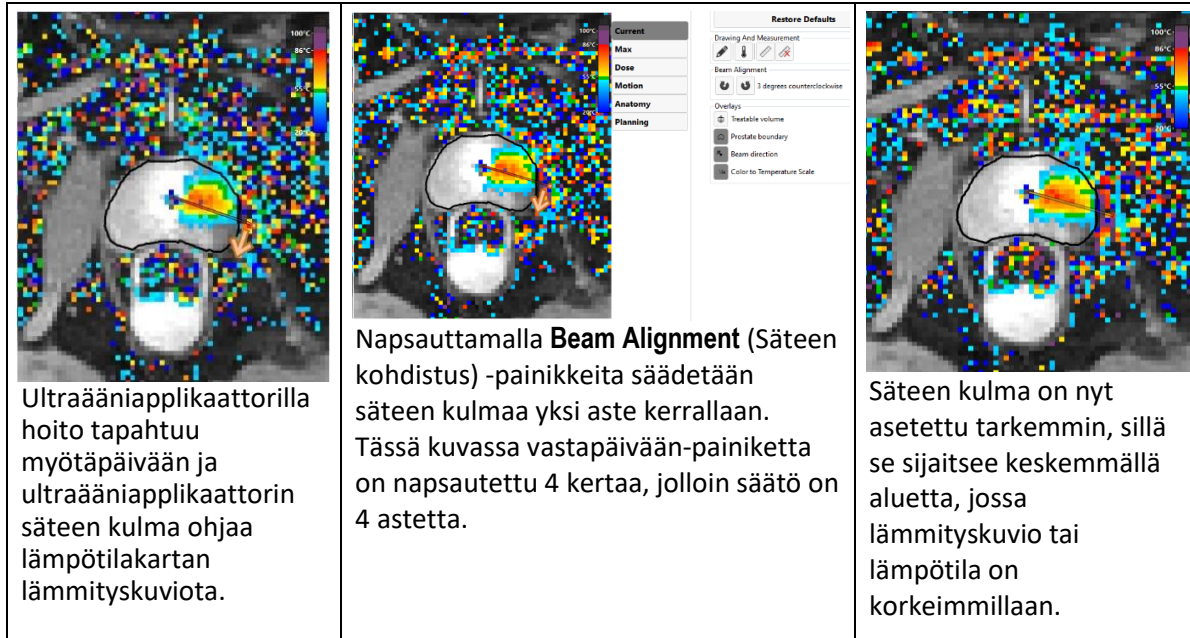 100°C
86°C
55°C
20°C
Ultraääniapplikaattorilla
hoito tapahtuu
myötäpäivään ja
ultraääniapplikaattorin
säteen kulma ohjaa
lämpötilakartan
lämmityskuviota.
100°C
86°C
55°C
20°C
Current
Max
Dose
Motion
Anatomy
Planning
Restore Defaults
Drawing And Measurement
Beam Alignment
3 degrees counterclockwise
Overlays
Treatable volume
Prostate boundary
Beam direction
Color to Temperature Scale
Napsauttamalla Beam Alignment (Säteen
kohdistus) -painikkeita säädetään
säteen kulmaa yksi aste kerrallaan.
Tässä kuvassa vastapäivään-painiketta
on napsautettu 4 kertaa, jolloin säätö on
4 astetta.
100°C
86°C
55°C
20°C
Säteen kulma on nyt
asetettu tarkemmin, sillä
se sijaitsee keskemmällä
aluetta, jossa
lämmityskuvio tai
lämpötila on
korkeimmillaan.